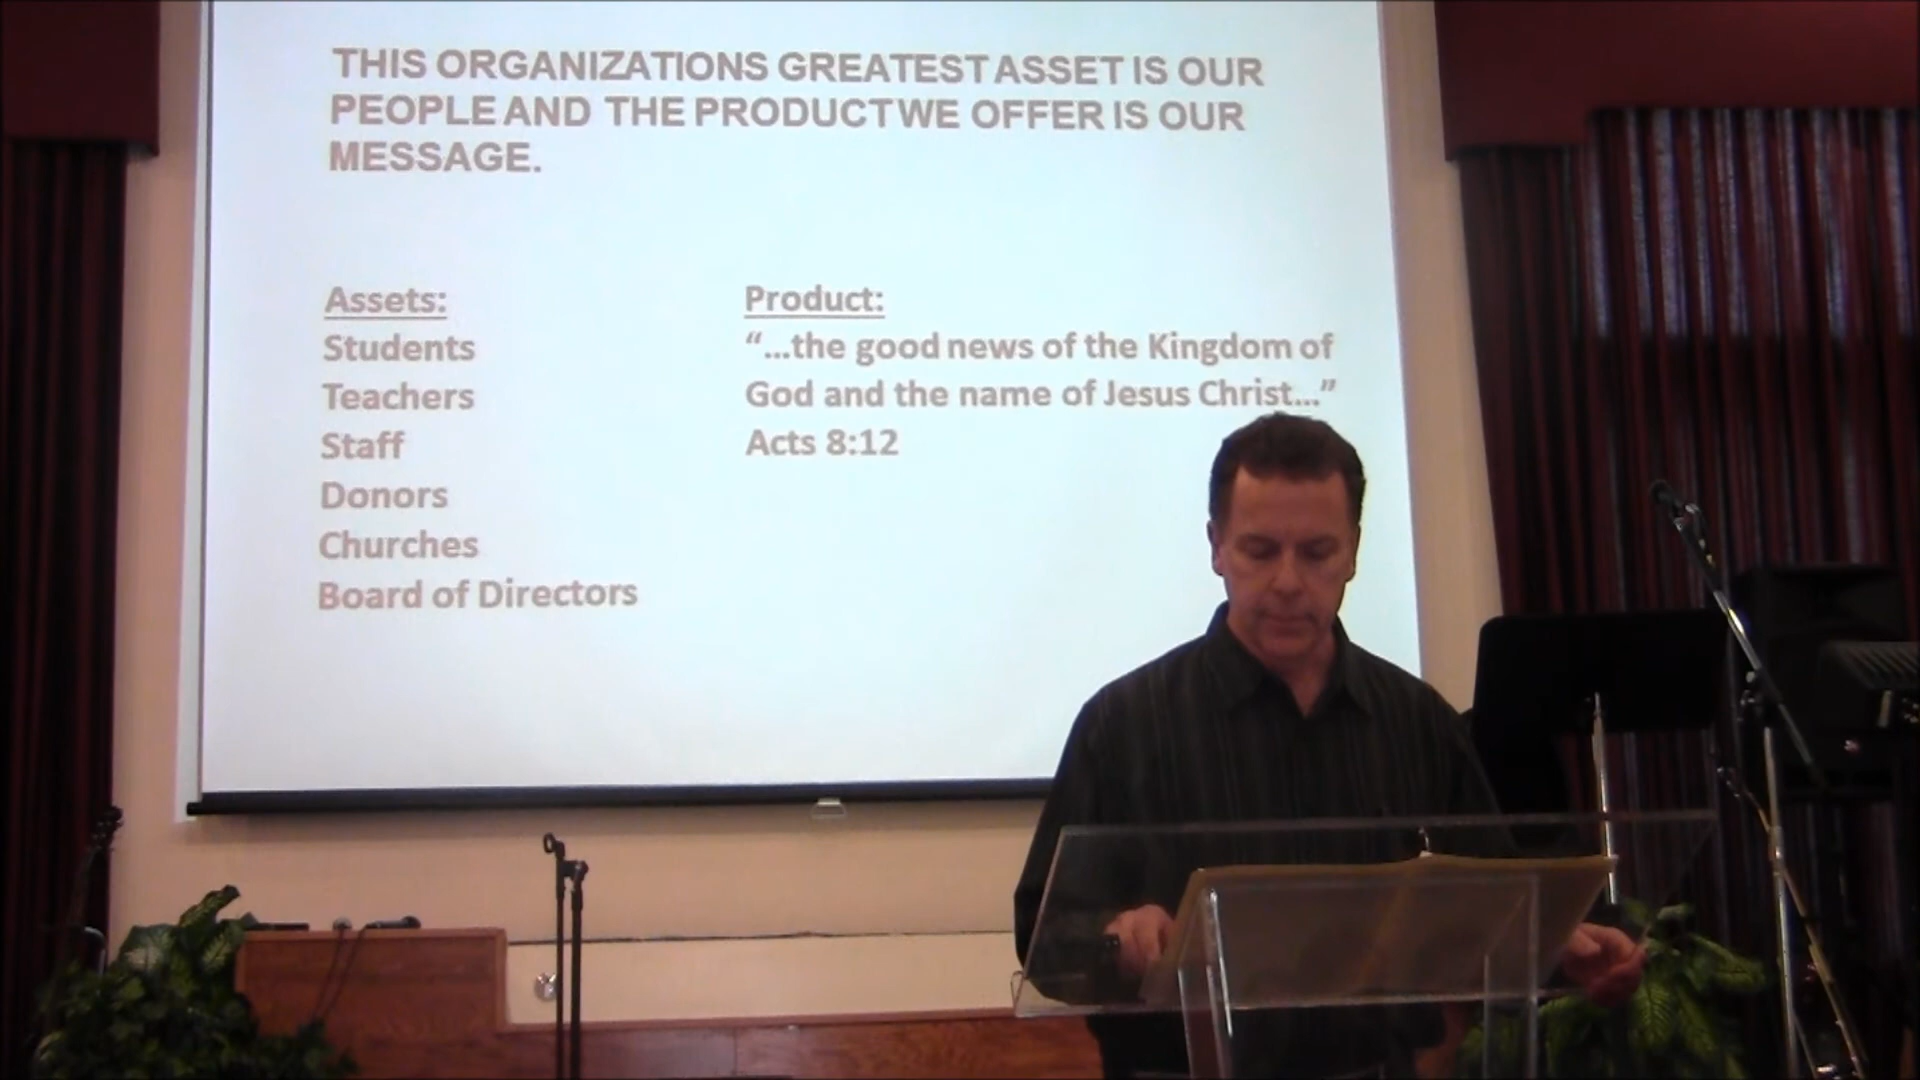 THIS ORGANIZATIONS GREATEST ASSET IS OUR
PEOPLE AND THE PRODUCT WE OFFER IS OUR
MESSAGE.
Assets:
Students
Teachers
Staff
Donors
Churches
Board of Directors
Product:
“...the good news of the Kingdom of
God and the name of Jesus Christ...”
Acts 8:12